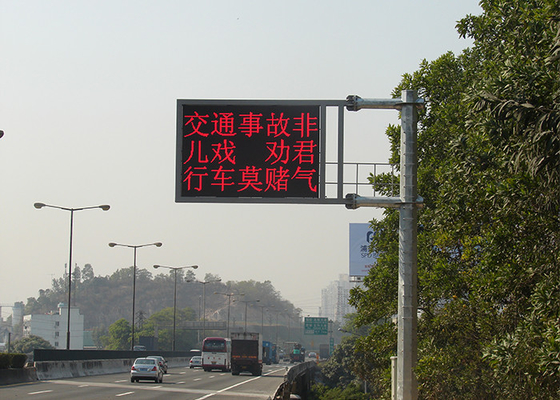 交通事故非
儿戏　劝君
行车莫赌气